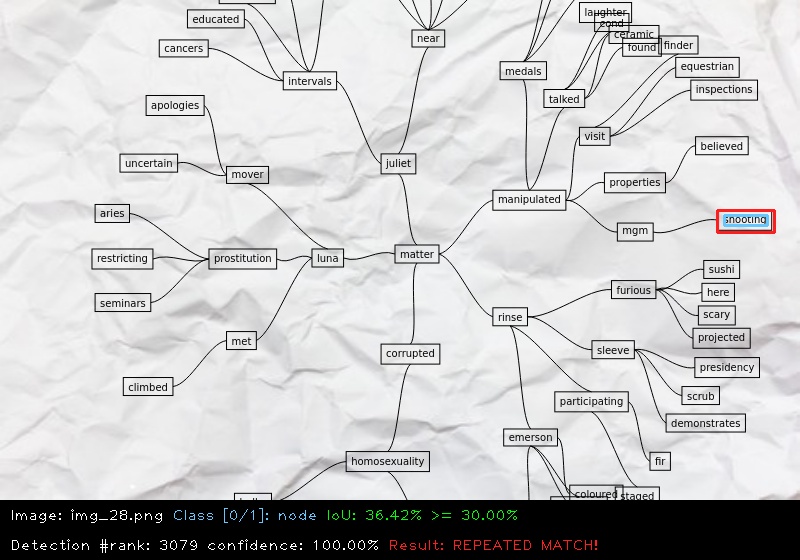 laughter
cond
educated
ceramic
near
found
finder
cancers
equestrian
medals
intervals
inspections
talked
apologies
visit
believed
uncertain
juliet
mover
properties
manipulated
aries
shooting
mgm
matter
restricting
prostitution
luna
sushi
furious
here
seminars
scary
rinse
projected
met
sleeve
corrupted
presidency
climbed
scrub
participating
demonstrates
emerson
homosexuality
fir
coloured
staged
Image: img_28.png Class [0/1]: node IoU: 36.42% >= 30.00%
Detection #rank: 3079 confidence: 100.00% Result: REPEATED MATCH!